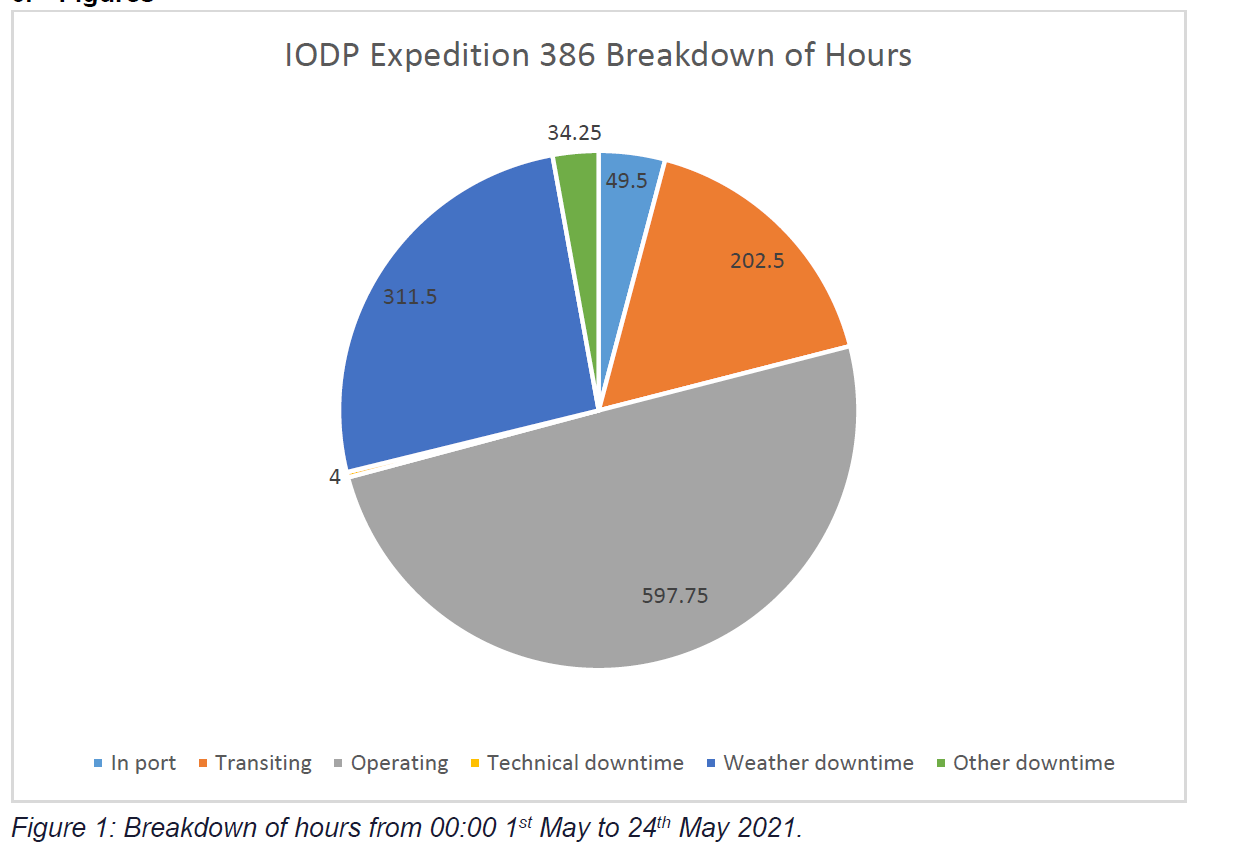 6. Figures
IODP Expedition 386 Breakdown of Hours
34.25
49.5
202.5
311.5
4
597.75
In port Transiting Operating Technical downtime Weather downtime Other downtime
Figure 1: Breakdown of hours from 00:00 1st May to 24th May 2021.